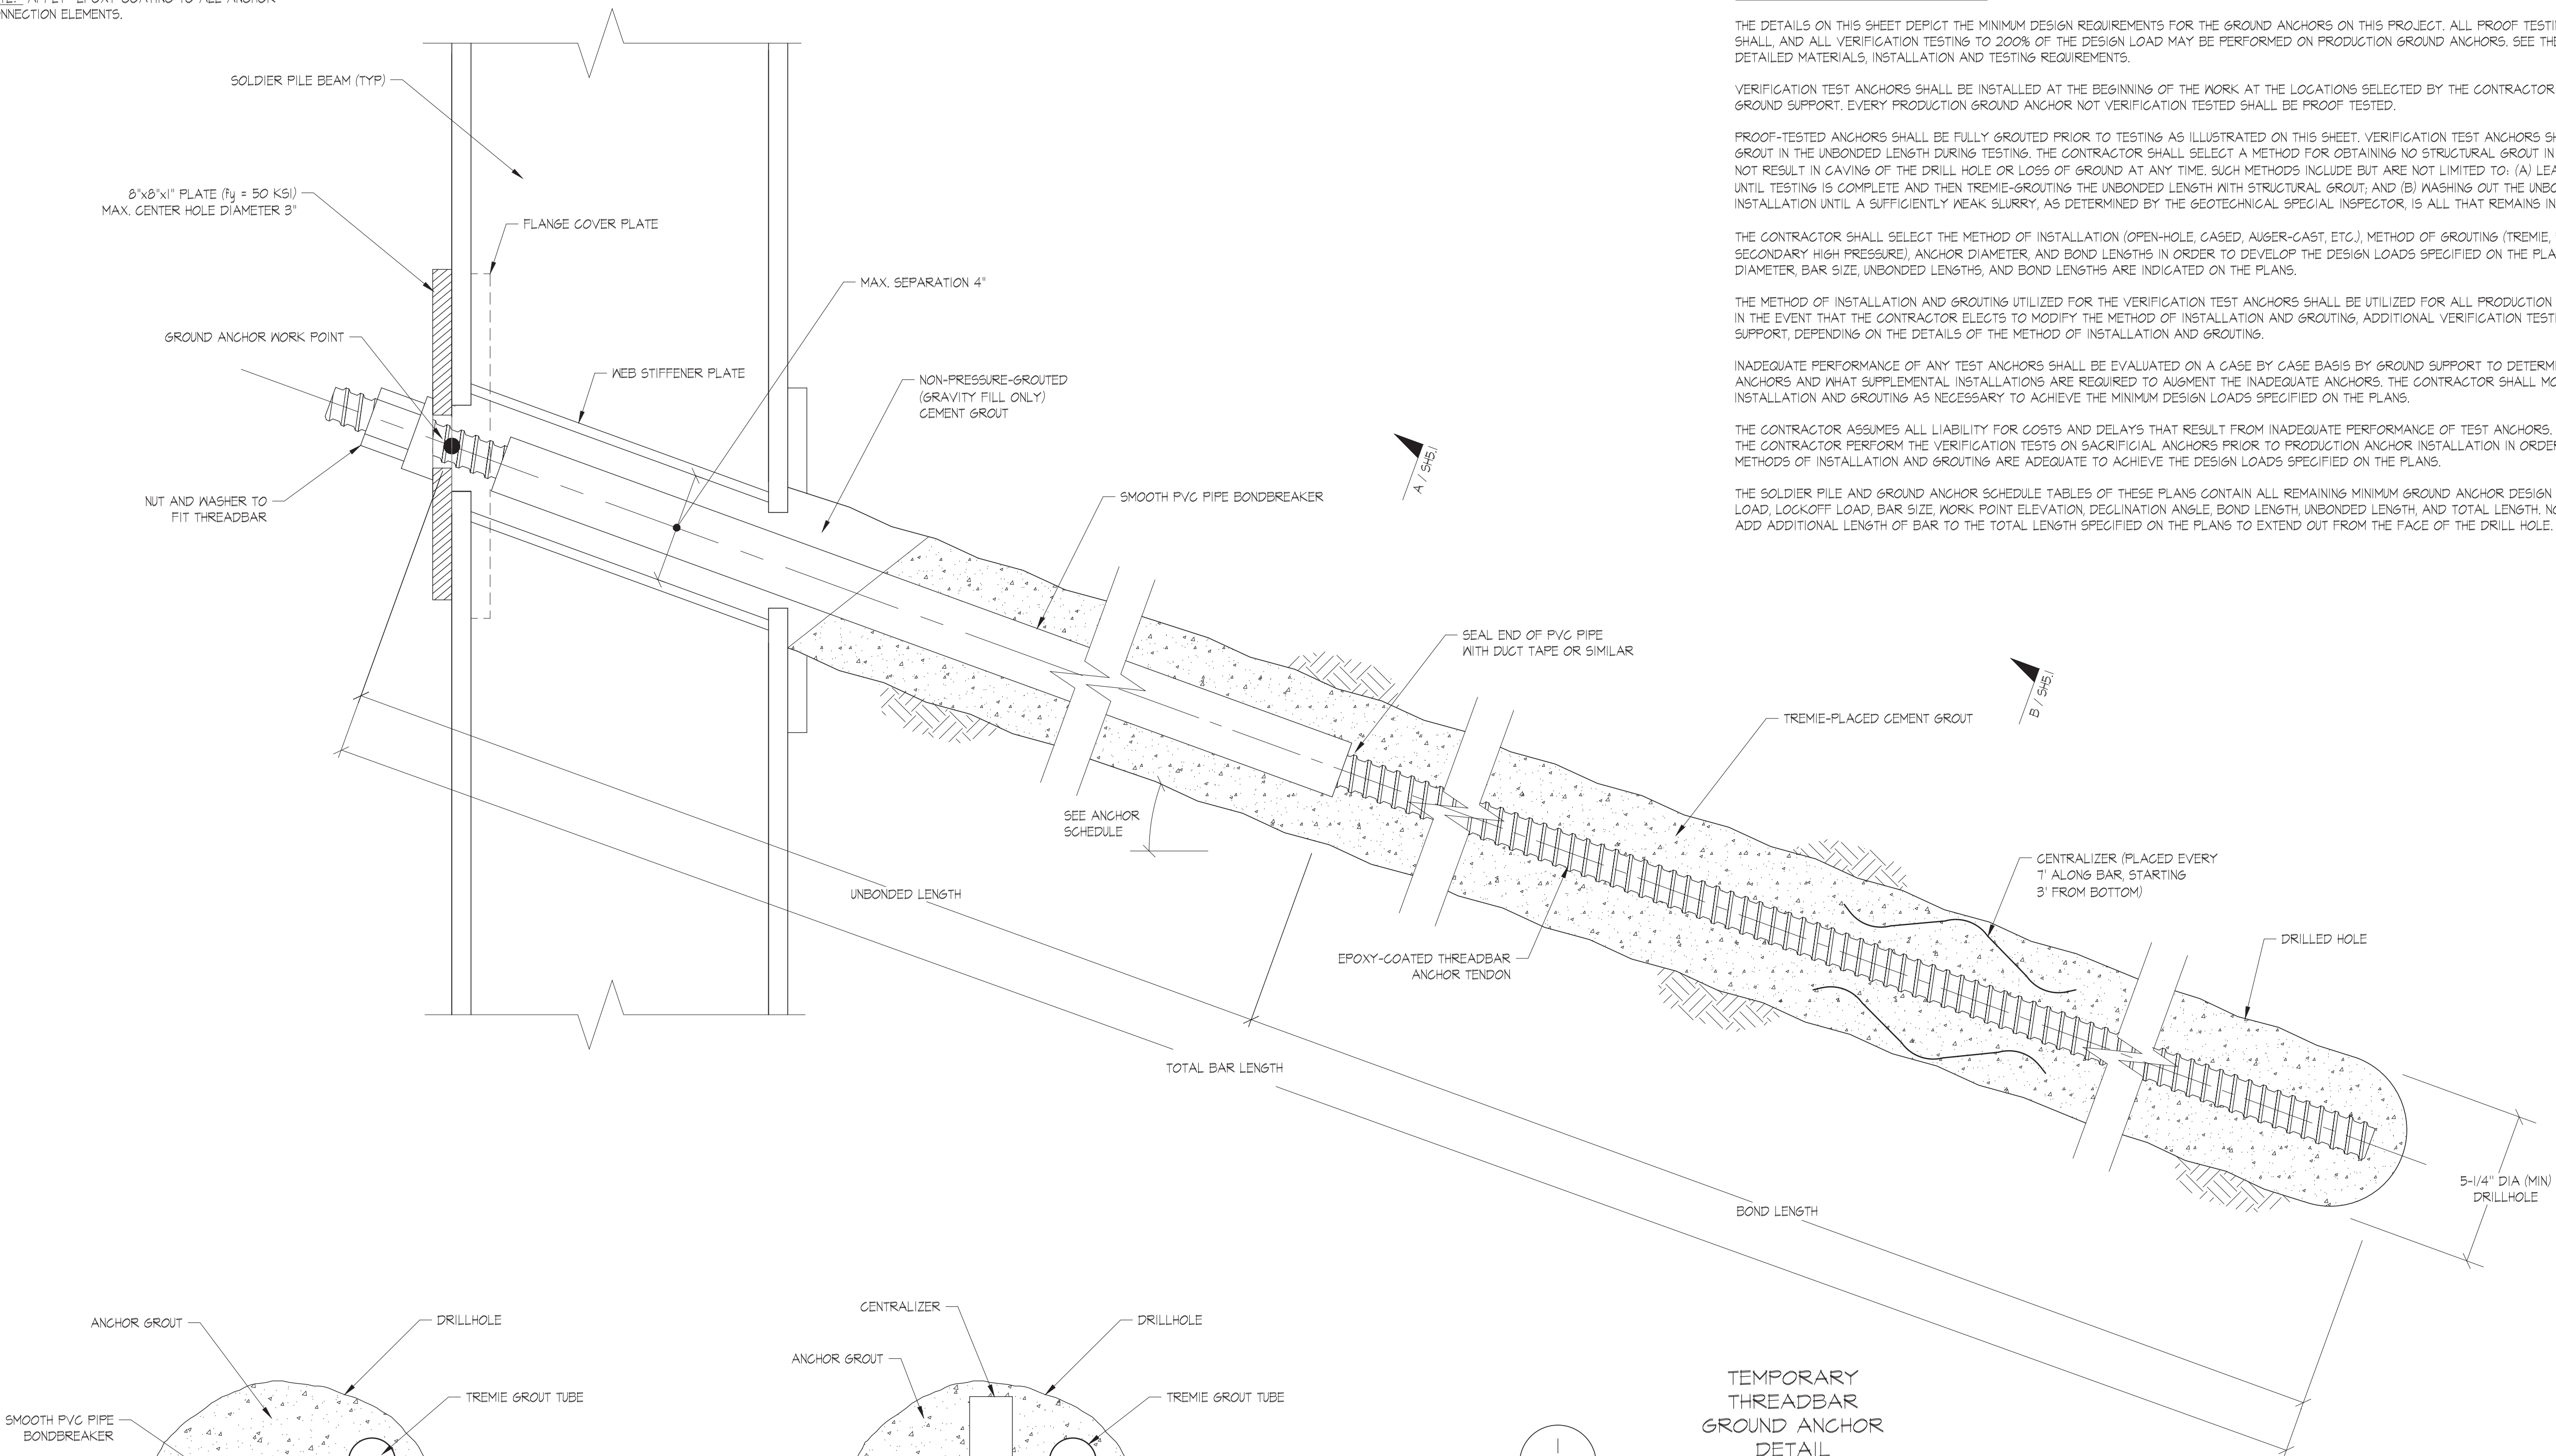 CONNECTION ELEMENTS.
SOLDIER PILE BEAM (TYP)
8"x8"x1" PLATE (fy = 50 KSI)
MAX. CENTER HOLE DIAMETER 3"
FLANGE COVER PLATE
MAX. SEPARATION 4"
GROUND ANCHOR WORK POINT
WEB STIFFENER PLATE
NON-PRESSURE-GROUTED
(GRAVITY FILL ONLY)
CEMENT GROUT
NUT AND WASHER TO
FIT THREADBAR
SMOOTH PVC PIPE BONDBREAKER
A / SH5.1
SEAL END OF PVC PIPE
WITH DUCT TAPE OR SIMILAR
B / SH5.1
TREMIE-PLACED CEMENT GROUT
SEE ANCHOR
SCHEDULE
CENTRALIZER (PLACED EVERY
7' ALONG BAR, STARTING
3' FROM BOTTOM)
UNBONDED LENGTH
EPOXY-COATED THREADBAR
ANCHOR TENDON
DRILLED HOLE
TOTAL BAR LENGTH
5-1/4" DIA (MIN)
DRILLHOLE
BOND LENGTH
THE DETAILS ON THIS SHEET DEPICT THE MINIMUM DESIGN REQUIREMENTS FOR THE GROUND ANCHORS ON THIS PROJECT. ALL PROOF TESTI
SHALL, AND ALL VERIFICATION TESTING TO 200% OF THE DESIGN LOAD MAY BE PERFORMED ON PRODUCTION GROUND ANCHORS. SEE THE
DETAILED MATERIALS, INSTALLATION AND TESTING REQUIREMENTS.
VERIFICATION TEST ANCHORS SHALL BE INSTALLED AT THE BEGINNING OF THE WORK AT THE LOCATIONS SELECTED BY THE CONTRACTOR
GROUND SUPPORT. EVERY PRODUCTION GROUND ANCHOR NOT VERIFICATION TESTED SHALL BE PROOF TESTED.
PROOF-TESTED ANCHORS SHALL BE FULLY GROUTED PRIOR TO TESTING AS ILLUSTRATED ON THIS SHEET. VERIFICATION TEST ANCHORS SH
GROUT IN THE UNBONDED LENGTH DURING TESTING. THE CONTRACTOR SHALL SELECT A METHOD FOR OBTAINING NO STRUCTURAL GROUT IN
NOT RESULT IN CAVING OF THE DRILL HOLE OR LOSS OF GROUND AT ANY TIME. SUCH METHODS INCLUDE BUT ARE NOT LIMITED TO: (A) LEA
UNTIL TESTING IS COMPLETE AND THEN TREMIE-GROUTING THE UNBONDED LENGTH WITH STRUCTURAL GROUT; AND (B) WASHING OUT THE UNBO
INSTALLATION UNTIL A SUFFICIENTLY WEAK SLURRY, AS DETERMINED BY THE GEOTECHNICAL SPECIAL INSPECTOR, IS ALL THAT REMAINS IN
THE CONTRACTOR SHALL SELECT THE METHOD OF INSTALLATION (OPEN-HOLE, CASED, AUGER-CAST, ETC.), METHOD OF GROUTING (TREMIE,
SECONDARY HIGH PRESSURE), ANCHOR DIAMETER, AND BOND LENGTHS IN ORDER TO DEVELOP THE DESIGN LOADS SPECIFIED ON THE PLA
DIAMETER, BAR SIZE, UNBONDED LENGTHS, AND BOND LENGTHS ARE INDICATED ON THE PLANS.
THE METHOD OF INSTALLATION AND GROUTING UTILIZED FOR THE VERIFICATION TEST ANCHORS SHALL BE UTILIZED FOR ALL PRODUCTION
IN THE EVENT THAT THE CONTRACTOR ELECTS TO MODIFY THE METHOD OF INSTALLATION AND GROUTING, ADDITIONAL VERIFICATION TESTI
SUPPORT, DEPENDING ON THE DETAILS OF THE METHOD OF INSTALLATION AND GROUTING.
INADEQUATE PERFORMANCE OF ANY TEST ANCHORS SHALL BE EVALUATED ON A CASE BY CASE BASIS BY GROUND SUPPORT TO DETERMI
ANCHORS AND WHAT SUPPLEMENTAL INSTALLATIONS ARE REQUIRED TO AUGMENT THE INADEQUATE ANCHORS. THE CONTRACTOR SHALL MO
INSTALLATION AND GROUTING AS NECESSARY TO ACHIEVE THE MINIMUM DESIGN LOADS SPECIFIED ON THE PLANS.
THE CONTRACTOR ASSUMES ALL LIABILITY FOR COSTS AND DELAYS THAT RESULT FROM INADEQUATE PERFORMANCE OF TEST ANCHORS.
THE CONTRACTOR PERFORM THE VERIFICATION TESTS ON SACRIFICIAL ANCHORS PRIOR TO PRODUCTION ANCHOR INSTALLATION IN ORDER
METHODS OF INSTALLATION AND GROUTING ARE ADEQUATE TO ACHIEVE THE DESIGN LOADS SPECIFIED ON THE PLANS.
THE SOLDIER PILE AND GROUND ANCHOR SCHEDULE TABLES OF THESE PLANS CONTAIN ALL REMAINING MINIMUM GROUND ANCHOR DESIGN
LOAD, LOCKOFF LOAD, BAR SIZE, WORK POINT ELEVATION, DECLINATION ANGLE, BOND LENGTH, UNBONDED LENGTH, AND TOTAL LENGTH. NO
ADD ADDITIONAL LENGTH OF BAR TO THE TOTAL LENGTH SPECIFIED ON THE PLANS TO EXTEND OUT FROM THE FACE OF THE DRILL HOLE.
ANCHOR GROUT
DRILLHOLE
TREMIE GROUT TUBE
SMOOTH PVC PIPE
BONDBREAKER
CENTRALIZER
DRILLHOLE
ANCHOR GROUT
TREMIE GROUT TUBE
TEMPORARY
THREADBAR
GROUND ANCHOR
DETAIL